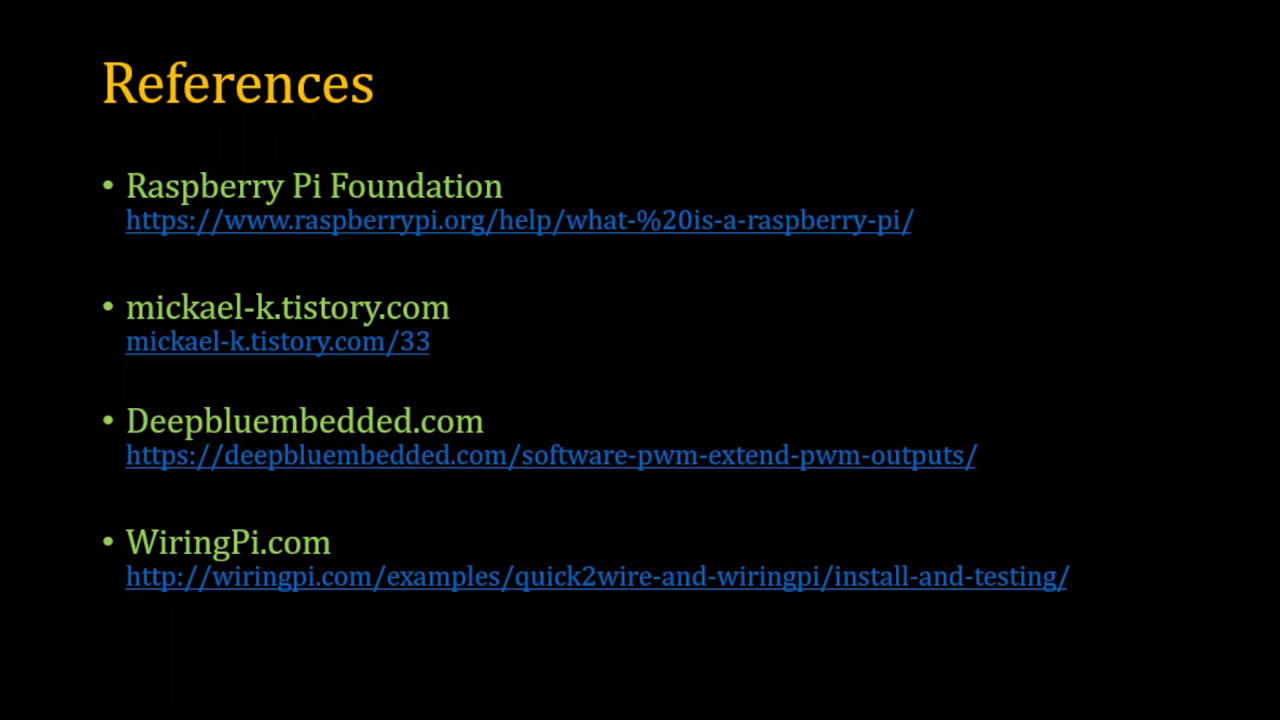 References
• Raspberry Pi Foundation
https://www.raspberrypi.org/help/what-%20is-a-raspberry-pi/
• mickael-k.tistory.com
mickael-k.tistory.com/33
• Deepbluembedded.com
https://deepbluembedded.com/software-pwm-extend-pwm-outputs/
• WiringPi.com
http://wiringpi.com/examples/quick2wire-and-wiringpi/install-and-testing/